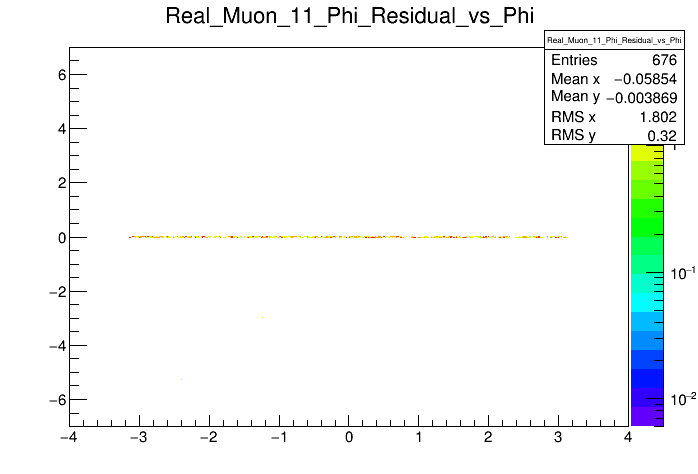 Real_Muon_11_Phi_Residual_vs_Phi
Real_Muon_11_Phi_Residual_vs_Phi
Entries 676
Mean x −0.05854
Mean y −0.003869
RMS x 1.802
RMS y 0.32
6
4
2
0
−2
−4
−6
−4 −3 −2 −1 0 1 2 3 4
1
10⁻¹
10⁻²